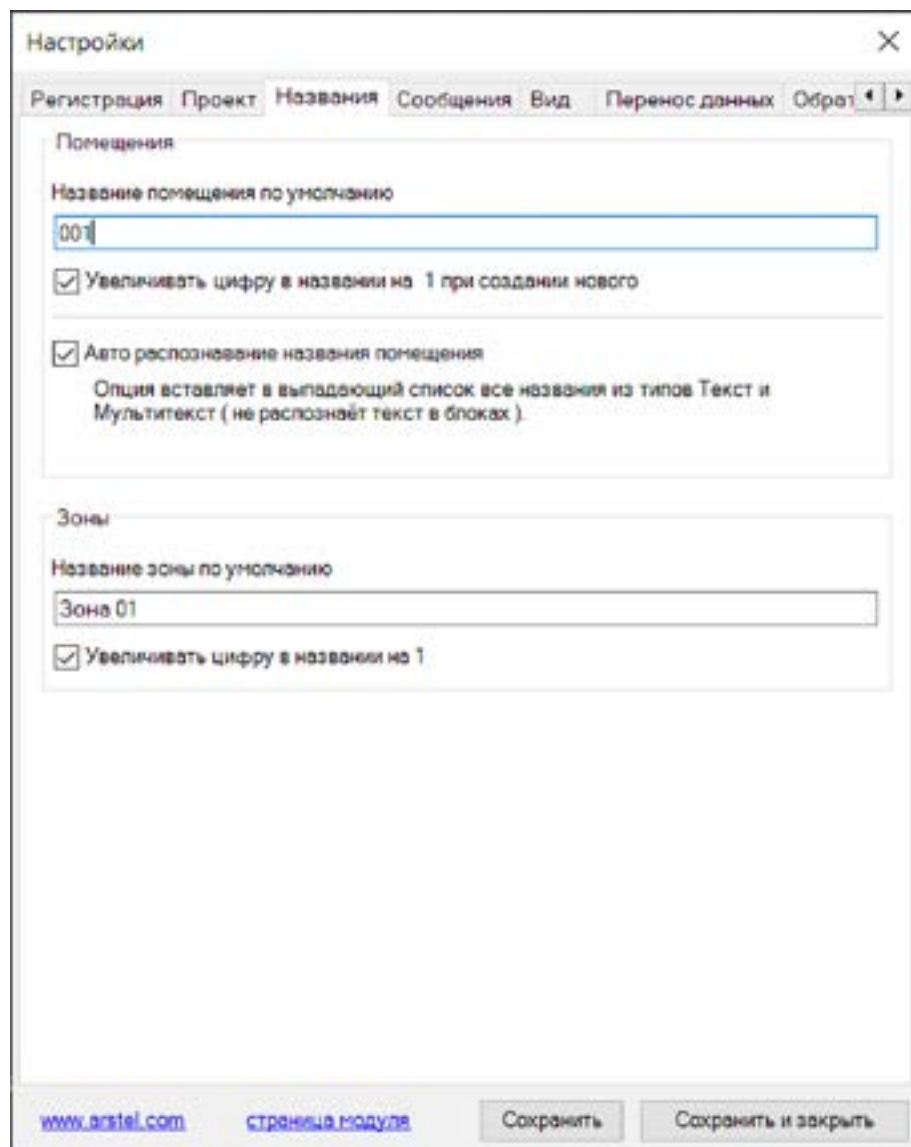 Настройки
Регистрация Проект Названия Сообщения Вид Перенос данных Обрат
Помещения
Название помещения по умолчанию
001
Увеличивать цифру в названии на 1 при создании нового
Авто распознавание названия помещения
Опция вставляет в выпадающий список все названия из типов Текст и
Мультитекст ( не распознаёт текст в блоках ).
Зоны
Название зоны по умолчанию
Зона 01
Увеличивать цифру в названии на 1
www.arstel.com страница модуля Сохранить Сохранить и закрыть